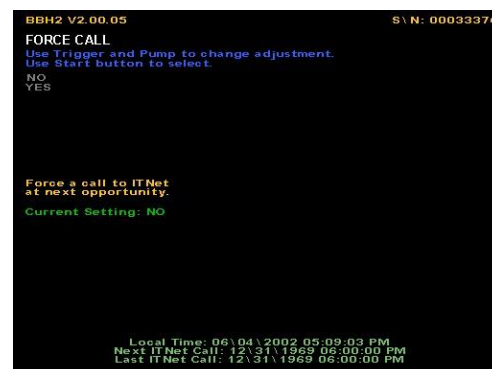 BBH2 V2.00.05
S\N: 0003337
FORCE CALL
Use Trigger and Pump to change adjustment.
Use Start button to select.
NO
YES
Force a call to ITNet
at next opportunity.
Current Setting: NO
Local Time: 06\04\2002 05:09:03 PM
Next ITNet Call: 12\31\1969 06:00:00 PM
Last ITNet Call: 12\31\1969 06:00:00 PM